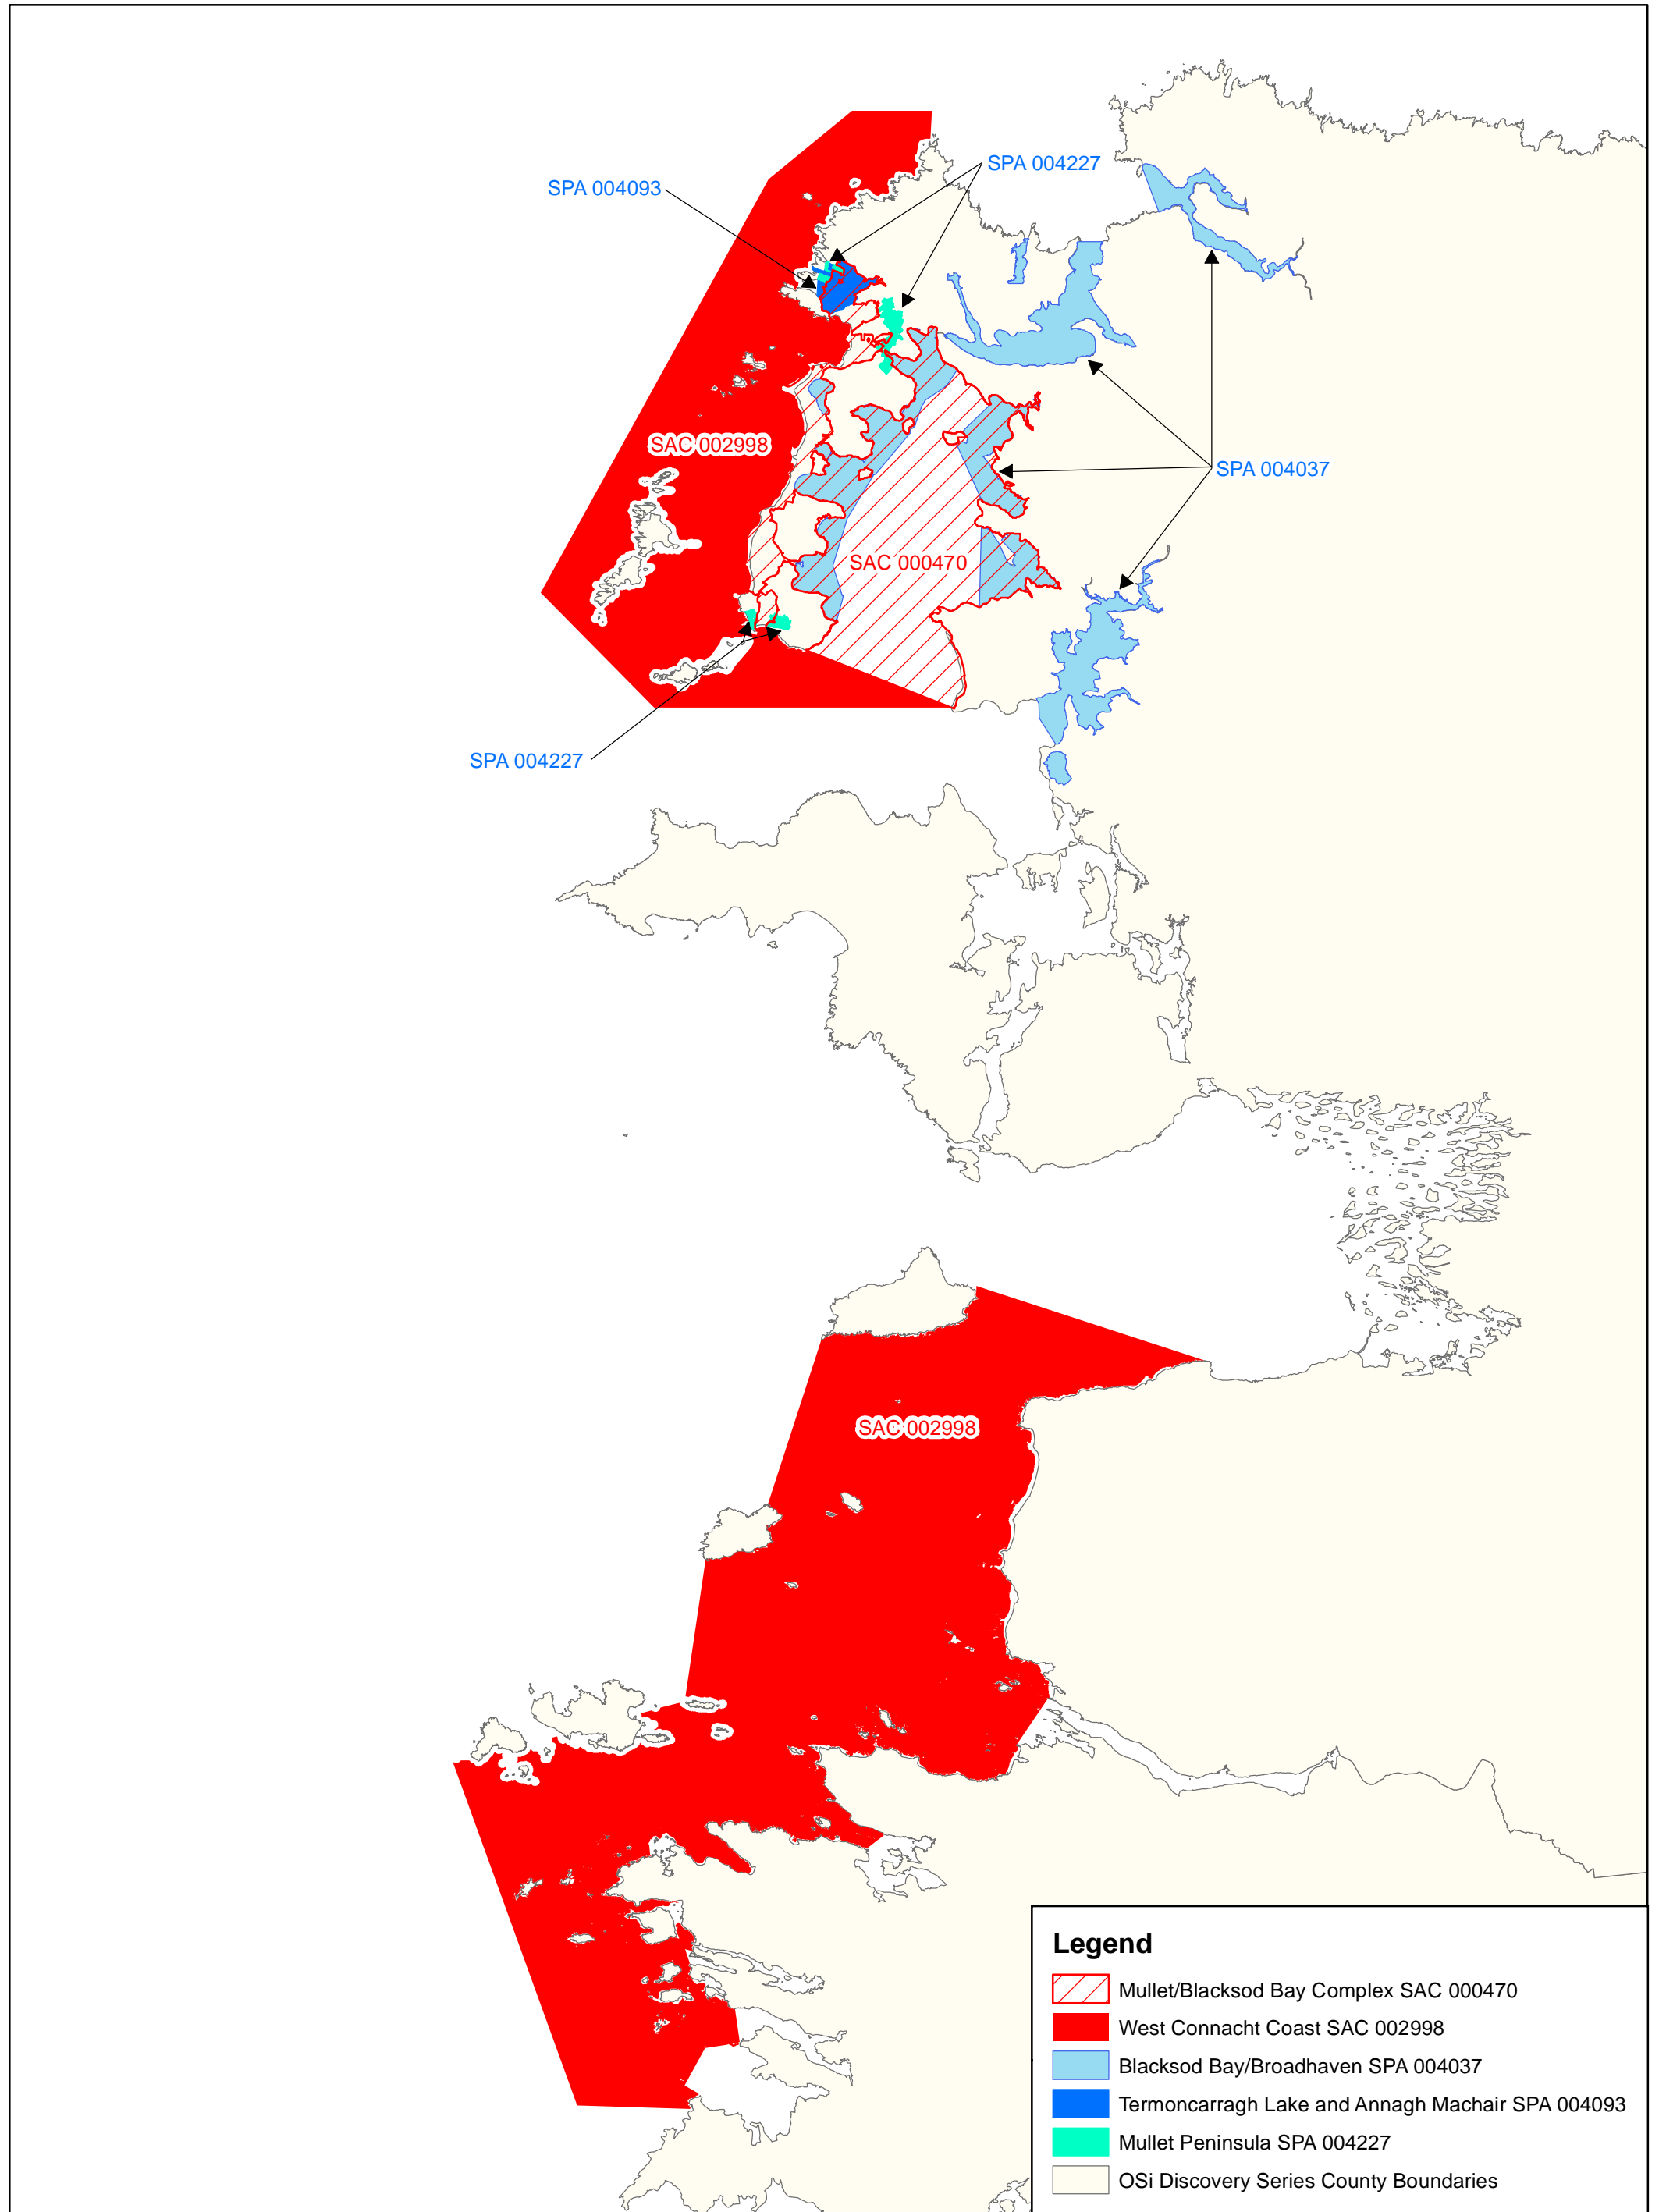 SPA 004227
SPA 004093
SAC 002998
SPA 004037
SAC 000470
SPA 004227
SAC 002998
Legend
Mullet/Blacksod Bay Complex SAC 000470
West Connacht Coast SAC 002998
Blacksod Bay/Broadhaven SPA 004037
Termoncarragh Lake and Annagh Machair SPA 004093
Mullet Peninsula SPA 004227
OSi Discovery Series County Boundaries